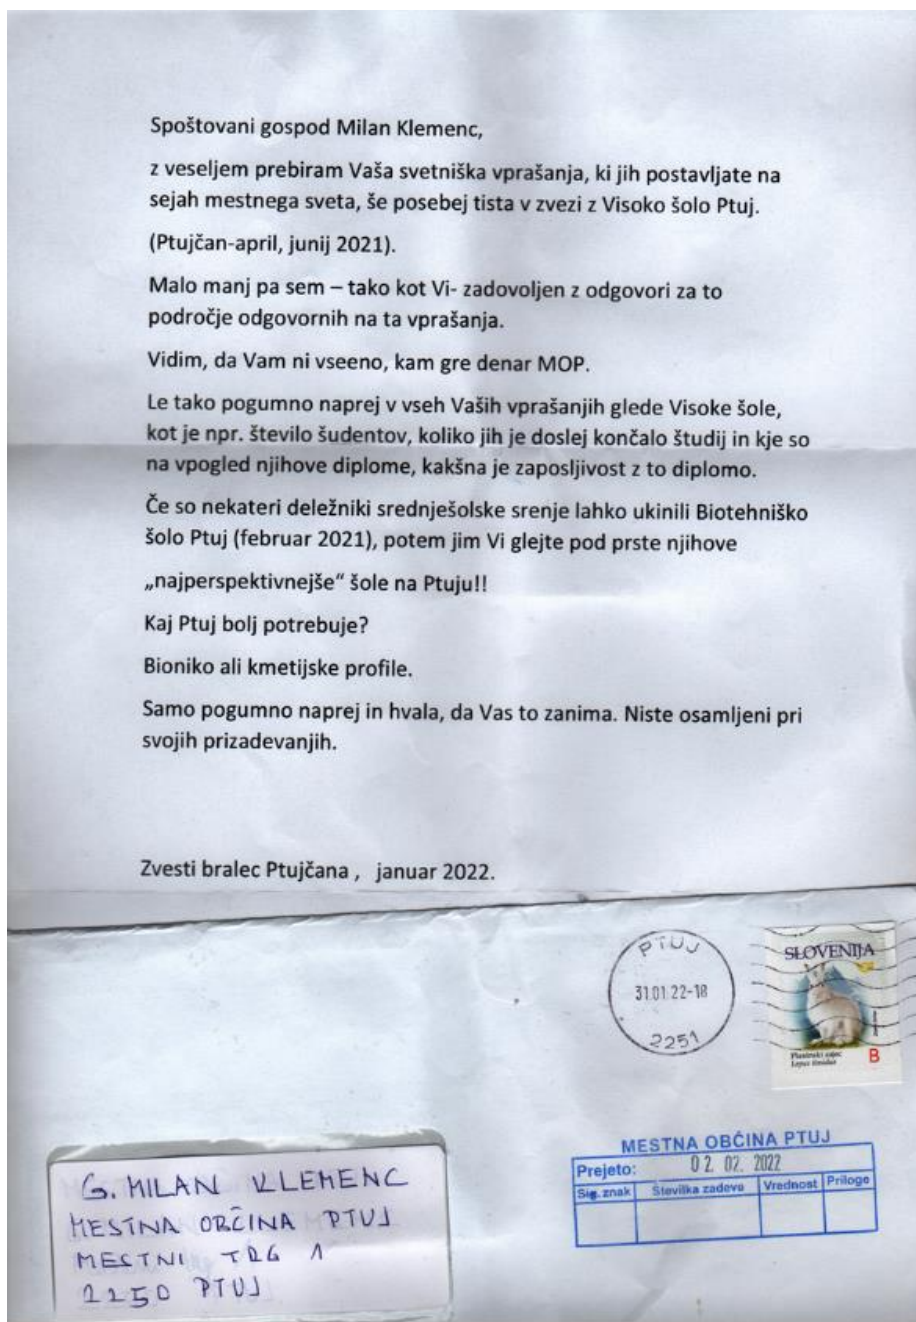 Spoštovani gospod Milan Klemenc,
z veseljem prebiram Vaša svetniška vprašanja, ki jih postavljate na
sejah mestnega sveta, še posebej tista v zvezi z Visoko šolo Ptuj.
(Ptujčan-april, junij 2021).
Malo manj pa sem – tako kot Vi- zadovoljen z odgovori za to
področje odgovornih na ta vprašanja.
Vidim, da Vam ni vseeno, kam gre denar MOP.
Le tako pogumno naprej v vseh Vaših vprašanjih glede Visoke šole,
kot je npr. število šudentov, koliko jih je doslej končalo študij in kje so
na vpogled njihove diplome, kakšna je zaposljivost z to diplomo.
Če so nekateri deležniki srednješolske srenje lahko ukinili Biotehniško
šolo Ptuj (februar 2021), potem jim Vi glejte pod prste njihove
„najperspektivnejše“ šole na Ptuju!!
Kaj Ptuj bolj potrebuje?
Bioniko ali kmetijske profile.
Samo pogumno naprej in hvala, da Vas to zanima. Niste osamljeni pri
svojih prizadevanjih.
Zvesti bralec Ptujčana , januar 2022.
PTUJ
31.01.22-18
2251
SLOVENIJA
Planinski zajec
Lepus timidus
B
MESTNA OBČINA PTUJ
Prejeto: 02. 02. 2022
Sig. znak Številka zadeve Vrednost Priloge
G. MILAN KLEMENC
MESTNA OBČINA PTUJ
MESTNI TRG 1
2250 PTUJ